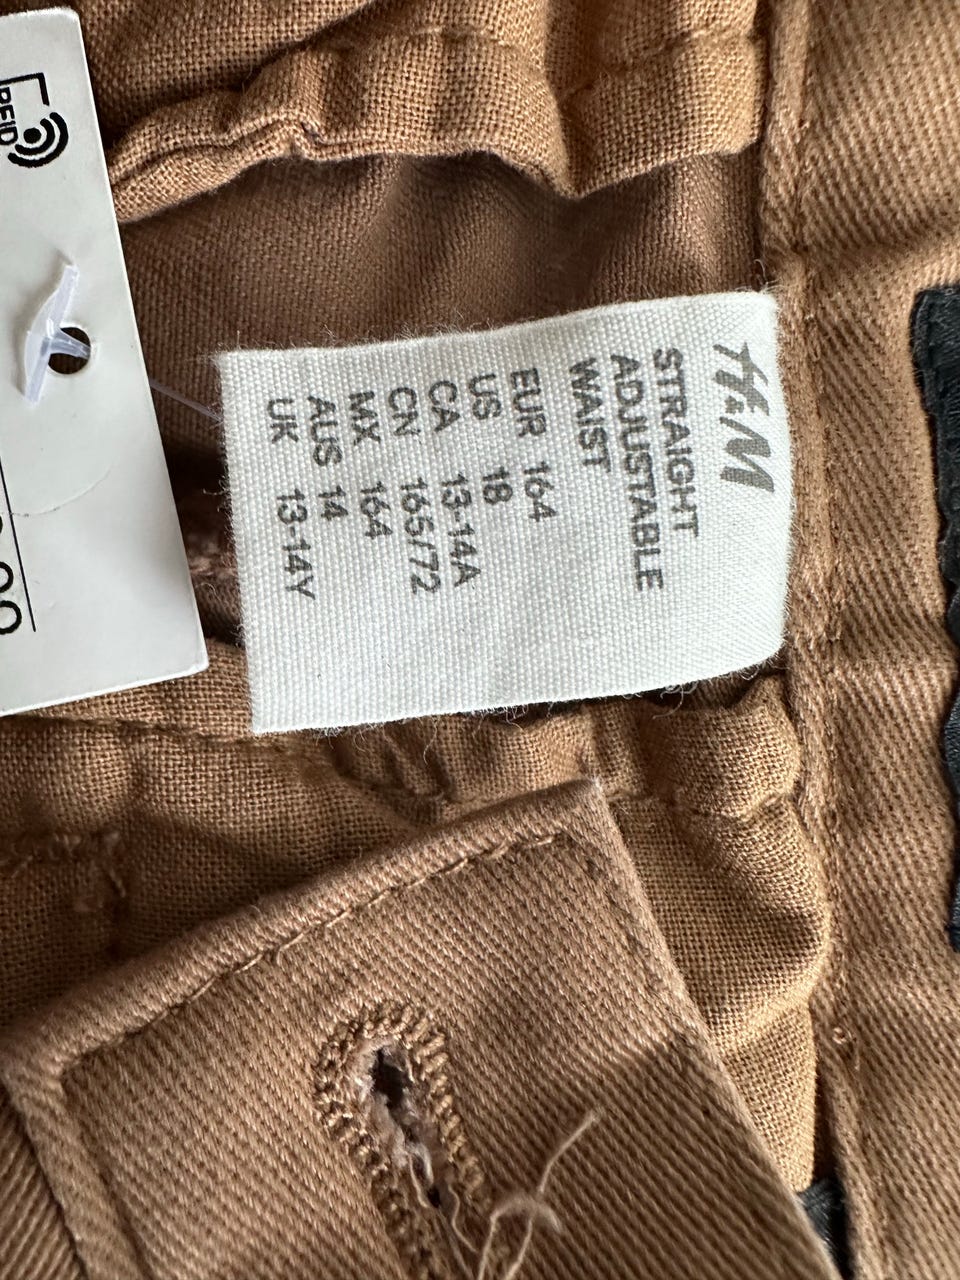 H&M
STRAIGHT
ADJUSTABLE
WAIST
EUR 164
US 18
CA 13-14A
CN 165/72
MX 164
AUS 14
UK 13-14Y
RFID